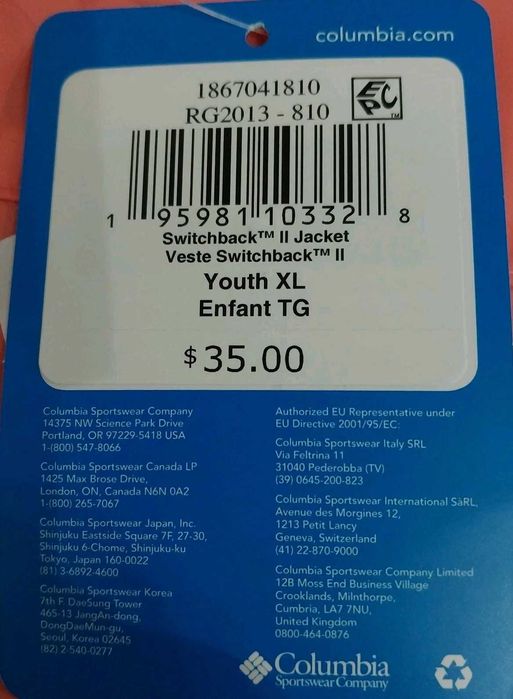 columbia.com
1867041810
RG2013 - 810
EPC™
1 95981 10332 8
Switchback™ II Jacket
Veste Switchback™ II
Youth XL
Enfant TG
$35.00
Columbia Sportswear Company
14375 NW Science Park Drive
Portland, OR 97229-5418 USA
1-(800) 547-8066
Columbia Sportswear Canada LP
1425 Max Brose Drive,
London, ON, Canada N6N 0A2
1-(800) 265-7067
Columbia Sportswear Japan, Inc.
Shinjuku Eastside Square 7F, 27-30,
Shinjuku 6-Chome, Shinjuku-ku
Tokyo, Japan 160-0022
(81) 3-6892-4600
Columbia Sportswear Korea
7th F. DaeSung Tower
465-13 JangAn-dong,
DongDaeMun-gu,
Seoul, Korea 02645
(82) 2-540-0277
Authorized EU Representative under
EU Directive 2001/95/EC:
Columbia Sportswear Italy SRL
Via Feltrina 11
31040 Pederobba (TV)
(39) 0645-200-823
Columbia Sportswear International SàRL,
Avenue des Morgines 12,
1213 Petit Lancy
Geneva, Switzerland
(41) 22-870-9000
Columbia Sportswear Company Limited
12B Moss End Business Village
Crooklands, Milnthorpe,
Cumbria, LA7 7NU,
United Kingdom
0800-464-0876
Columbia
Sportswear Company